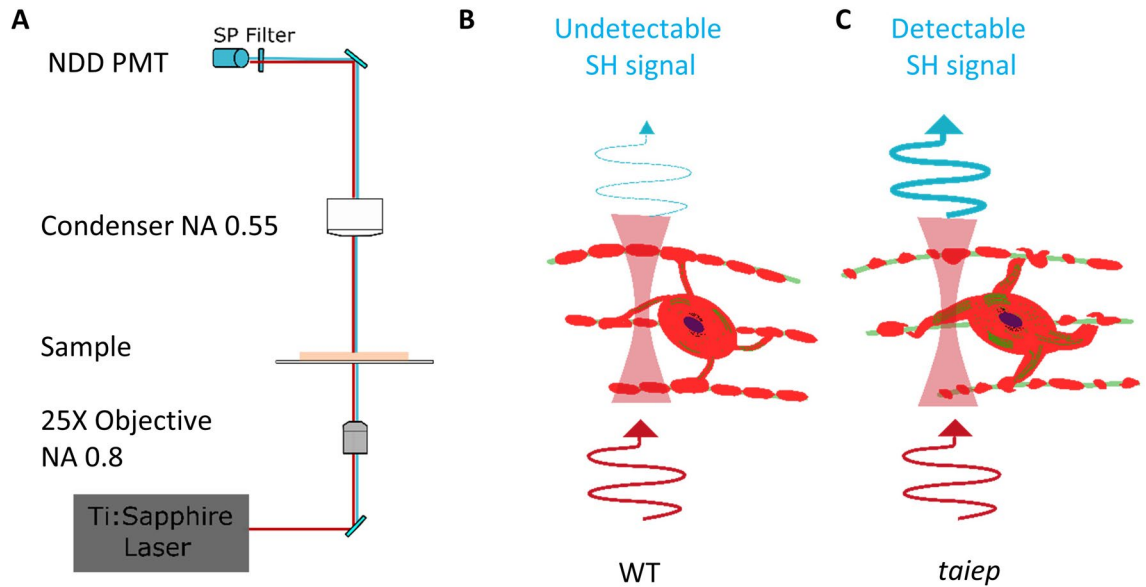 A
SP Filter
NDD PMT
Condenser NA 0.55
Sample
25X Objective
NA 0.8
Ti:Sapphire
Laser
B
Undetectable
SH signal
WT
C
Detectable
SH signal
taiep